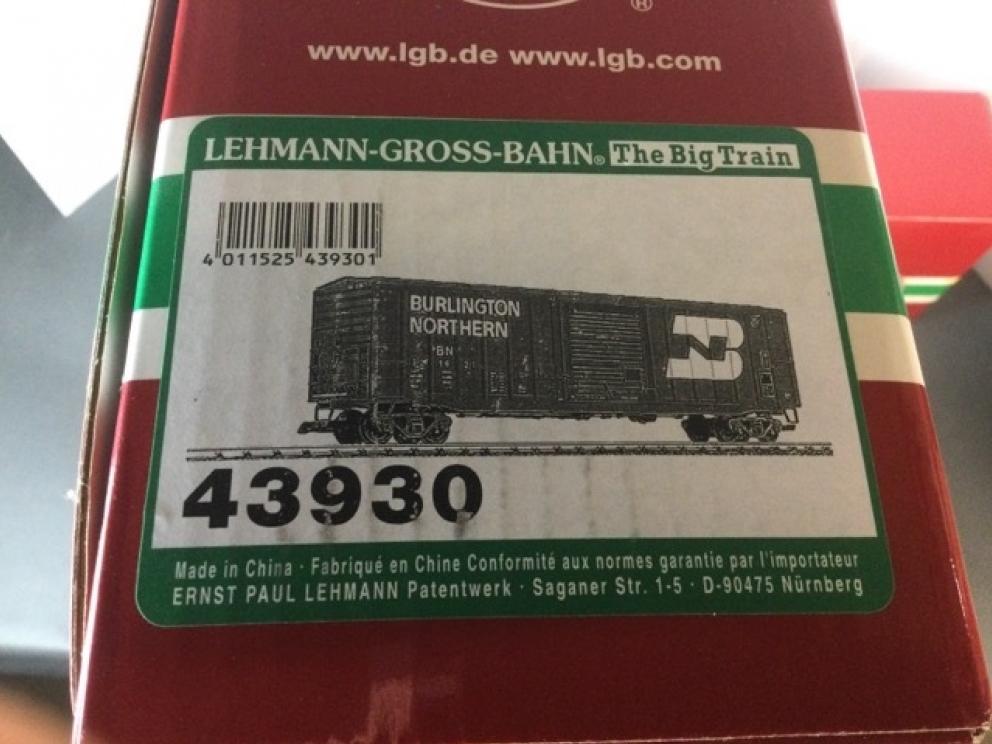 ®
www.lgb.de www.lgb.com
LEHMANN-GROSS-BAHN® The Big Train
4 011525 439301
BURLINGTON
NORTHERN
BN
BN
43930
Made in China · Fabriqué en Chine Conformité aux normes garantie par l'importateur
ERNST PAUL LEHMANN Patentwerk · Saganer Str. 1-5 · D-90475 Nürnberg